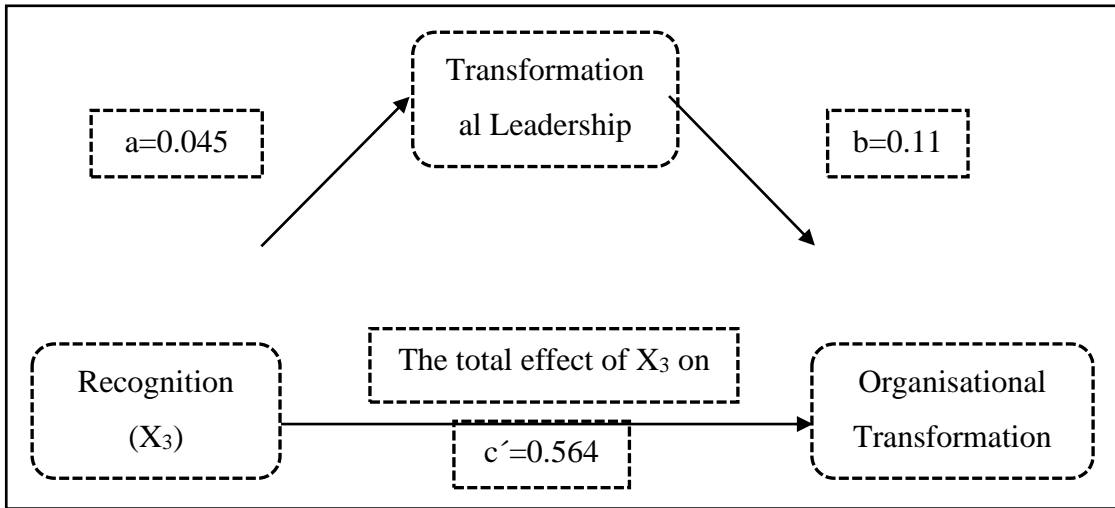 Transformation
al Leadership
a=0.045
b=0.11
The total effect of X₃ on
Recognition
(X₃)
c´=0.564
Organisational
Transformation